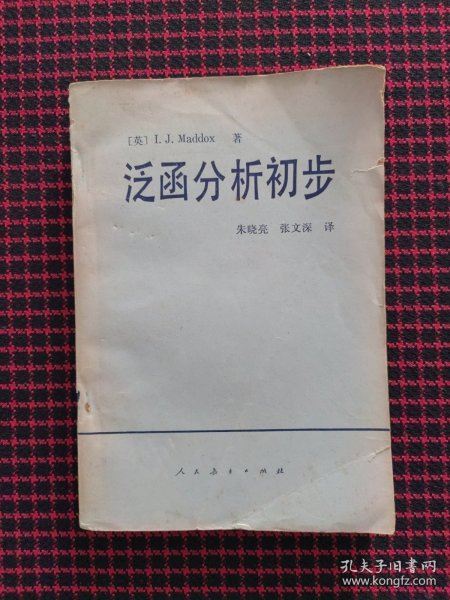 [英] I. J. Maddox 著
泛函分析初步
朱晓亮 张文深 译
人民教育出版社
孔夫子旧书网
www.kongfz.com